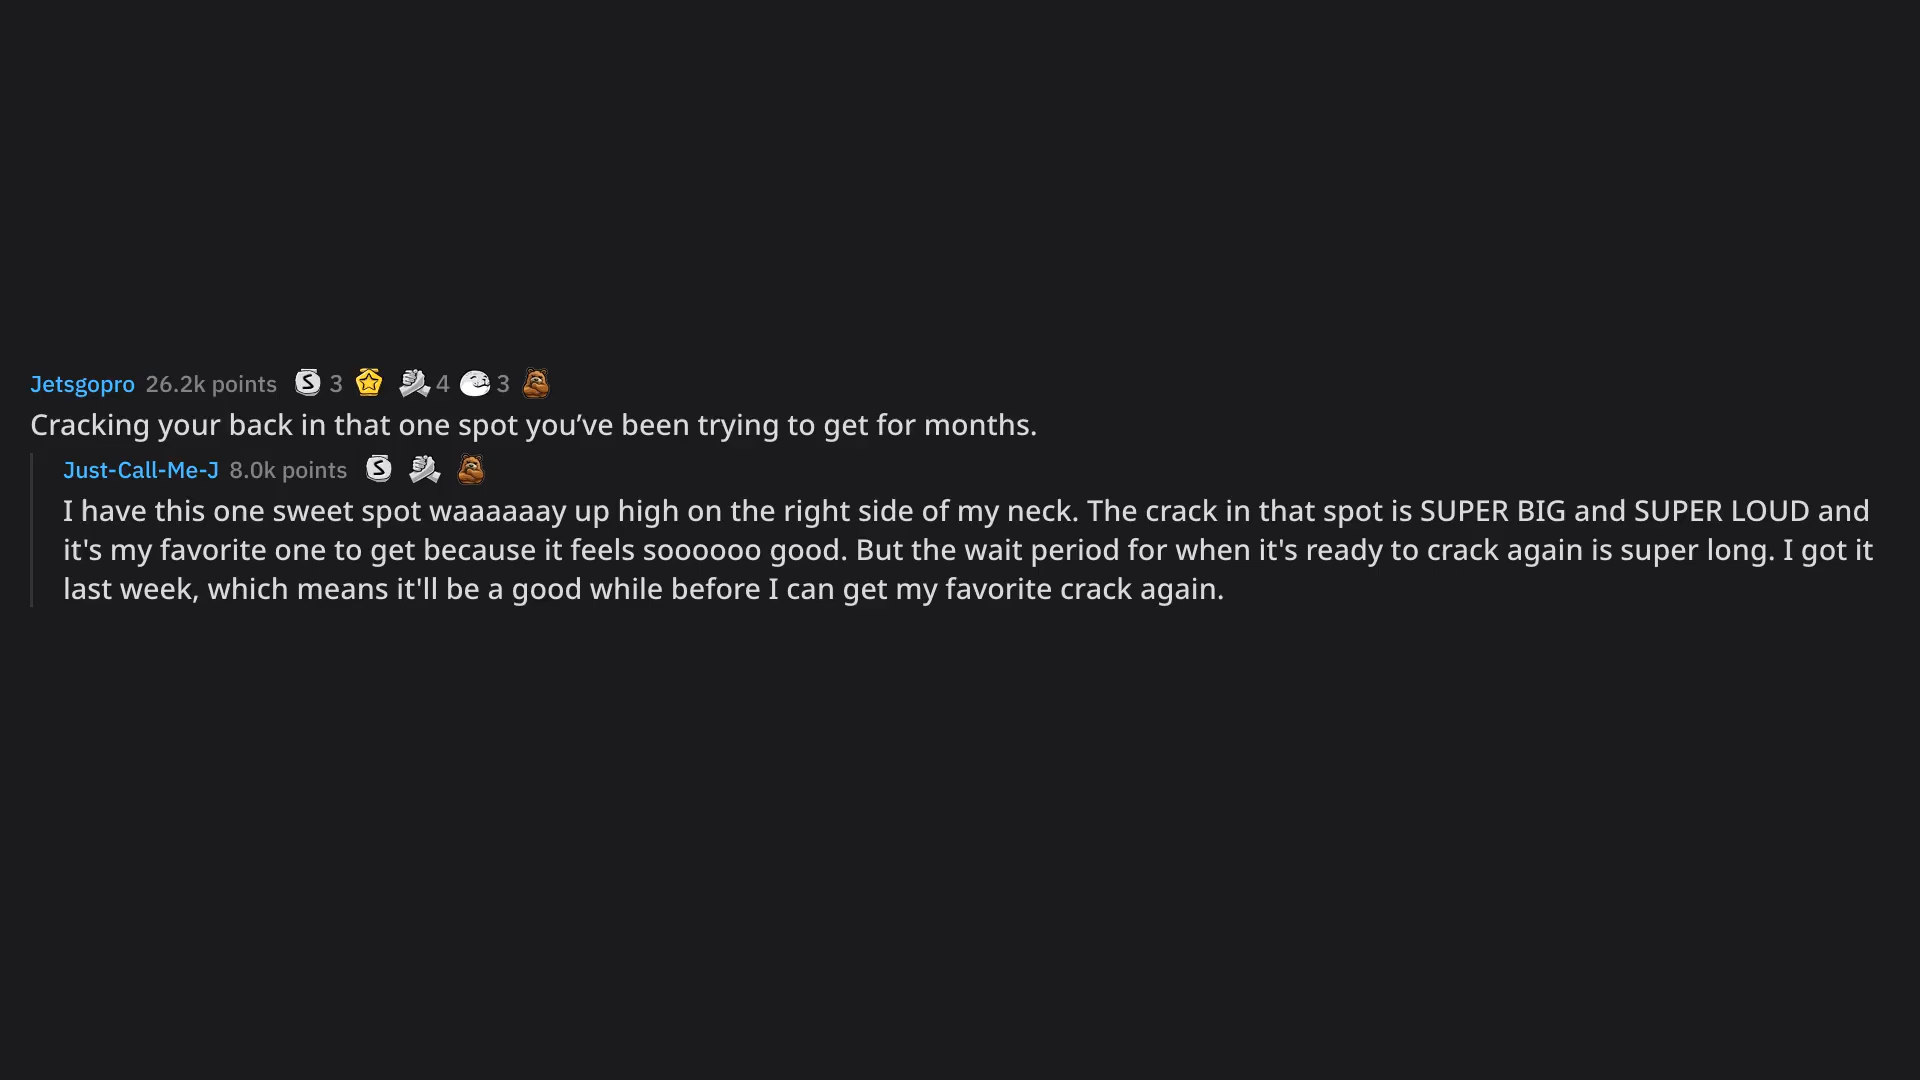 Jetsgopro 26.2k points 3 4 3
Cracking your back in that one spot you’ve been trying to get for months.
Just-Call-Me-J 8.0k points
I have this one sweet spot waaaaaay up high on the right side of my neck. The crack in that spot is SUPER BIG and SUPER LOUD and
it's my favorite one to get because it feels soooooo good. But the wait period for when it's ready to crack again is super long. I got it
last week, which means it'll be a good while before I can get my favorite crack again.